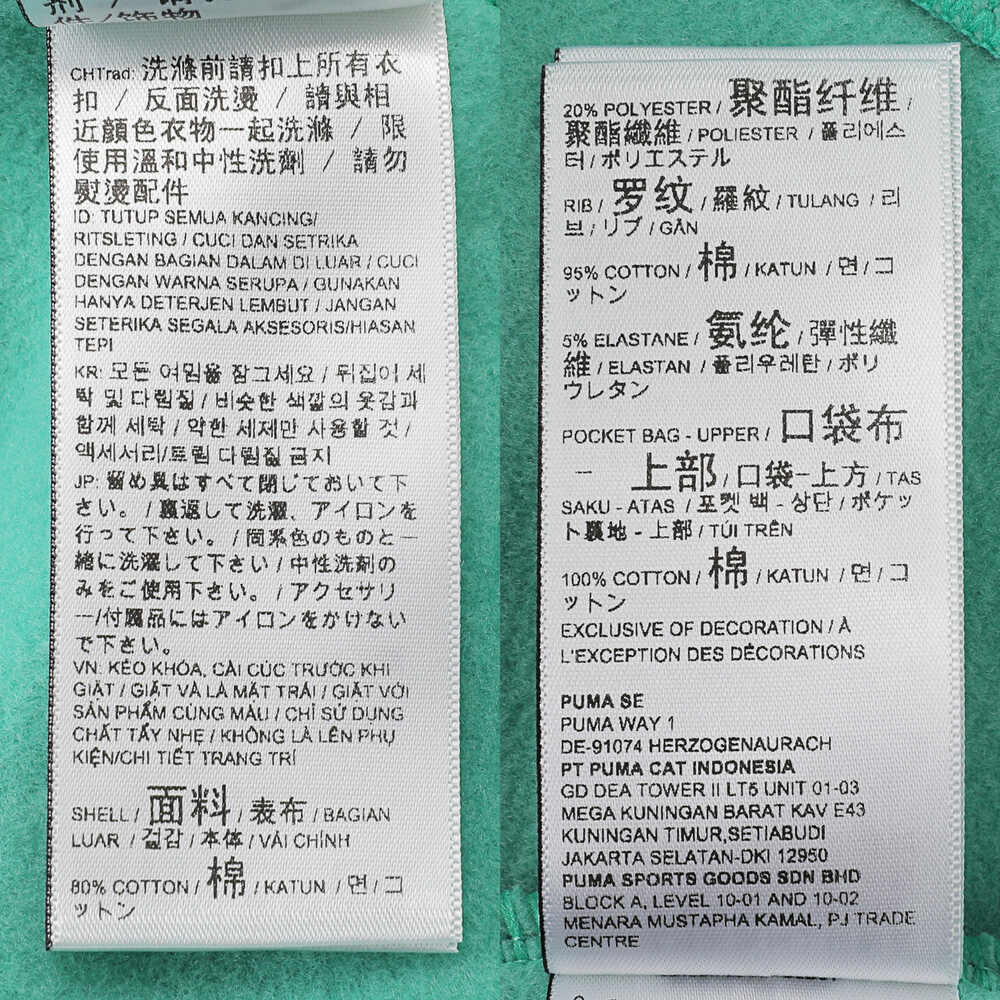 CHTrad: 洗滌前請扣上所有衣
扣 / 反面洗燙 / 請與相
近顏色衣物一起洗滌 / 限
使用溫和中性洗劑 / 請勿
熨燙配件
ID: TUTUP SEMUA KANCING/
RITSLETING / CUCI DAN SETRIKA
DENGAN BAGIAN DALAM DI LUAR / CUCI
DENGAN WARNA SERUPA / GUNAKAN
HANYA DETERJEN LEMBUT / JANGAN
SETERIKA SEGALA AKSESORIS/HIASAN
TEPI
KR: 모든 여밈을 잠그세요 / 뒤집어 세
탁 및 다림질 / 비슷한 색깔의 옷감과
함께 세탁 / 약한 세제만 사용할 것 /
액세서리/트림 다림질 금지
JP: 留め具はすべて閉じておいて下
さい。 / 裏返して洗濯、アイロンを
行って下さい。 / 同系色のものと一
緒に洗濯して下さい / 中性洗剤の
みをご使用下さい。 / アクセサリ
ー/付属品にはアイロンをかけない
で下さい。
VN: KÉO KHÓA, CÀI CÚC TRƯỚC KHI
GIẶT / GIẶT VÀ LÀ MẶT TRÁI / GIẶT VỚI
SẢN PHẨM CÙNG MÀU / CHỈ SỬ DỤNG
CHẤT TẨY NHẸ / KHÔNG LÀ LÊN PHỤ
KIỆN/CHI TIẾT TRANG TRÍ
SHELL / 面料 / 表布 / BAGIAN
LUAR / 겉감 / 本体 / VẢI CHÍNH
80% COTTON / 棉 / KATUN / 면 / コ
ットン
20% POLYESTER / 聚酯纤维 /
聚酯纖維 / POLIESTER / 폴리에스
터 / ポリエステル
RIB / 罗纹 / 羅紋 / TULANG / 리
브 / リブ / GÂN
95% COTTON / 棉 / KATUN / 면 / コ
ットン
5% ELASTANE / 氨纶 / 彈性纖
維 / ELASTAN / 폴리우레탄 / ポリ
ウレタン
POCKET BAG - UPPER / 口袋布
－ 上部 / 口袋–上方 / TAS
SAKU - ATAS / 포켓 백 - 상단 / ポケッ
ト裏地 - 上部 / TÚI TRÊN
100% COTTON / 棉 / KATUN / 면 / コ
ットン
EXCLUSIVE OF DECORATION / À
L'EXCEPTION DES DÉCORATIONS
PUMA SE
PUMA WAY 1
DE-91074 HERZOGENAURACH
PT PUMA CAT INDONESIA
GD DEA TOWER II LT5 UNIT 01-03
MEGA KUNINGAN BARAT KAV E43
KUNINGAN TIMUR,SETIABUDI
JAKARTA SELATAN-DKI 12950
PUMA SPORTS GOODS SDN BHD
BLOCK A, LEVEL 10-01 AND 10-02
MENARA MUSTAPHA KAMAL, PJ TRADE
CENTRE